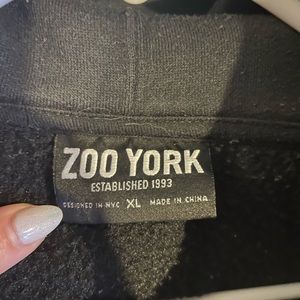 ZOO YORK
ESTABLISHED 1993
DESIGNED IN NYC XL MADE IN CHINA